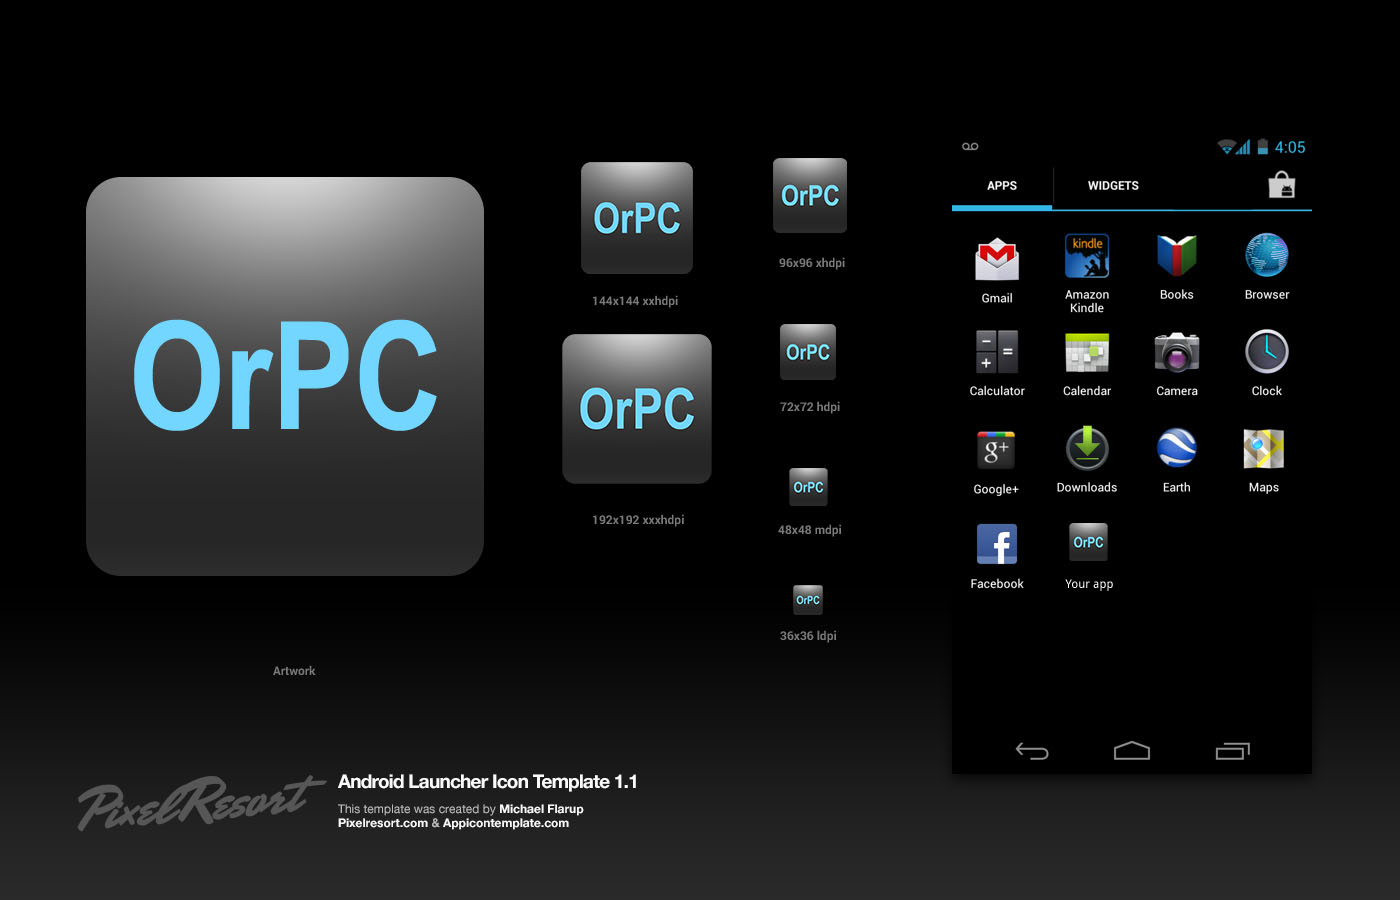 OrPC
Artwork
OrPC
144x144 xxhdpi
OrPC
192x192 xxxhdpi
OrPC
96x96 xhdpi
OrPC
72x72 hdpi
OrPC
48x48 mdpi
OrPC
36x36 ldpi
4:05
APPS WIDGETS
kindle
Gmail
Amazon
Kindle
Books
Browser
Calculator
Calendar
Camera
Clock
g+
Google+
Downloads
Earth
Maps
f
OrPC
Facebook
Your app
PixelResort
Android Launcher Icon Template 1.1
This template was created by Michael Flarup
Pixelresort.com & Appicontemplate.com